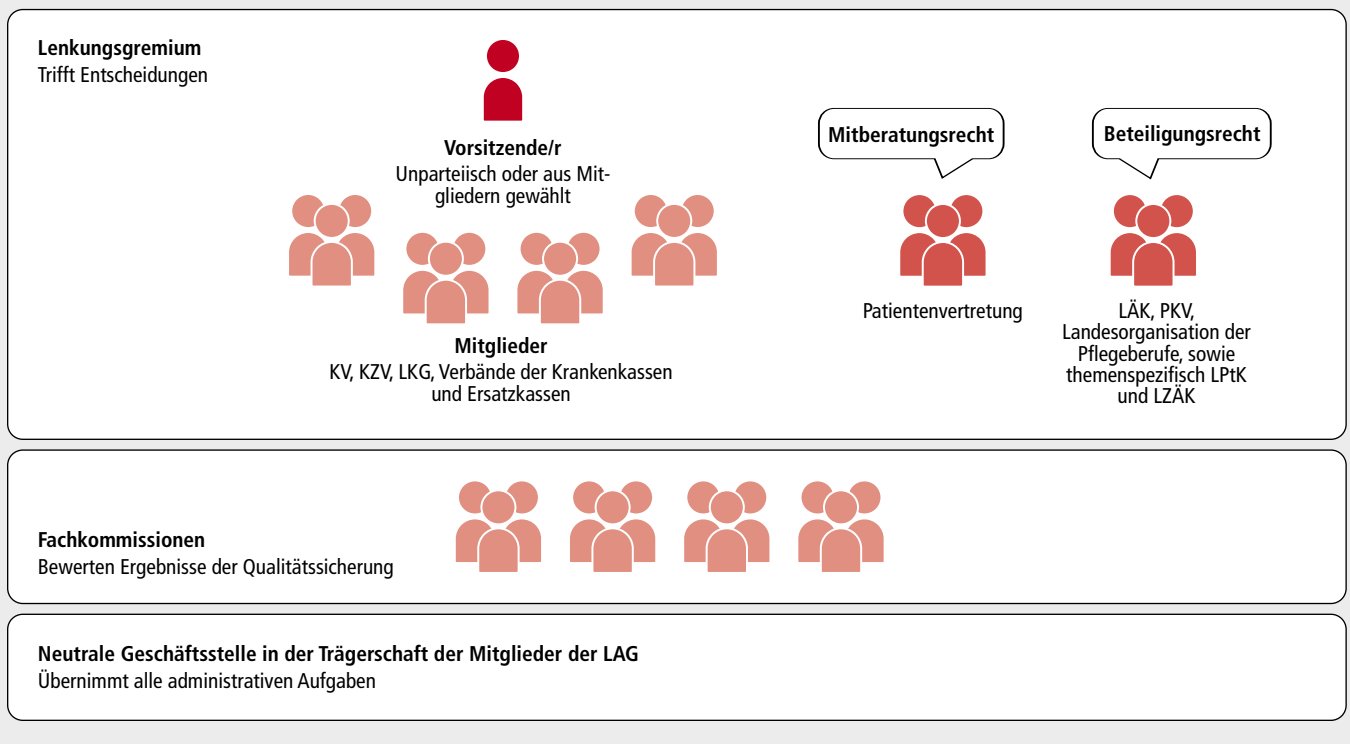 Lenkungsgremium
Trifft Entscheidungen
Vorsitzende/r
Unparteiisch oder aus Mit-
gliedern gewählt
Mitglieder
KV, KZV, LKG, Verbände der Krankenkassen
und Ersatzkassen
Mitberatungsrecht
Patientenvertretung
Beteiligungsrecht
LÄK, PKV,
Landesorganisation der
Pflegeberufe, sowie
themenspezifisch LPtK
und LZÄK
Fachkommissionen
Bewerten Ergebnisse der Qualitätssicherung
Neutrale Geschäftsstelle in der Trägerschaft der Mitglieder der LAG
Übernimmt alle administrativen Aufgaben